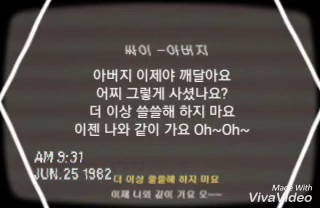 싸이 -아버지
아버지 이제야 깨달아요
어찌 그렇게 사셨나요?
더 이상 쓸쓸해 하지 마요
이젠 나와 같이 가요 Oh~Oh~
AM 9:31
JUN.25 1982
더 이상 쓸쓸해 하지 마요
이제 나와 같이 가요 오~~
Made With
VivaVideo